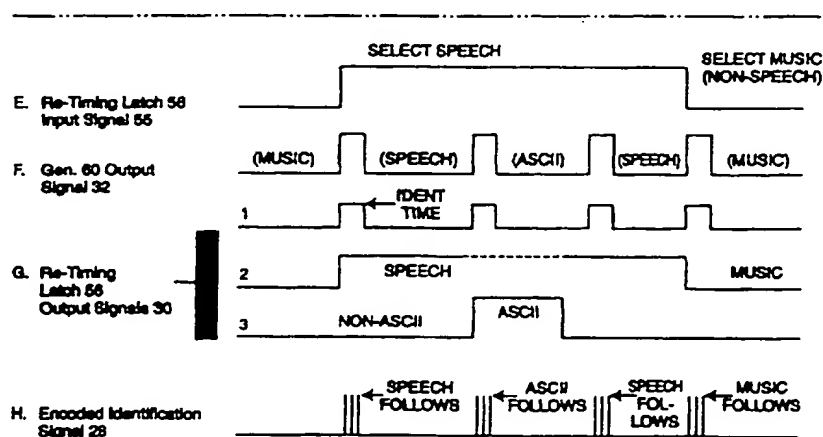 SELECT SPEECH
SELECT MUSIC
(NON-SPEECH)
E. Re-Timing Latch 56
Input Signal 55
(MUSIC) (SPEECH) (ASCII) (SPEECH) (MUSIC)
F. Gen. 60 Output
Signal 32
1 IDENT
TIME
G. Re-Timing
Latch 56
Output Signals 30
2 SPEECH MUSIC
3 NON-ASCII ASCII
H. Encoded Identification
Signal 28
SPEECH
FOLLOWS
ASCII
FOLLOWS
SPEECH
FOL-
LOWS
MUSIC
FOLLOWS